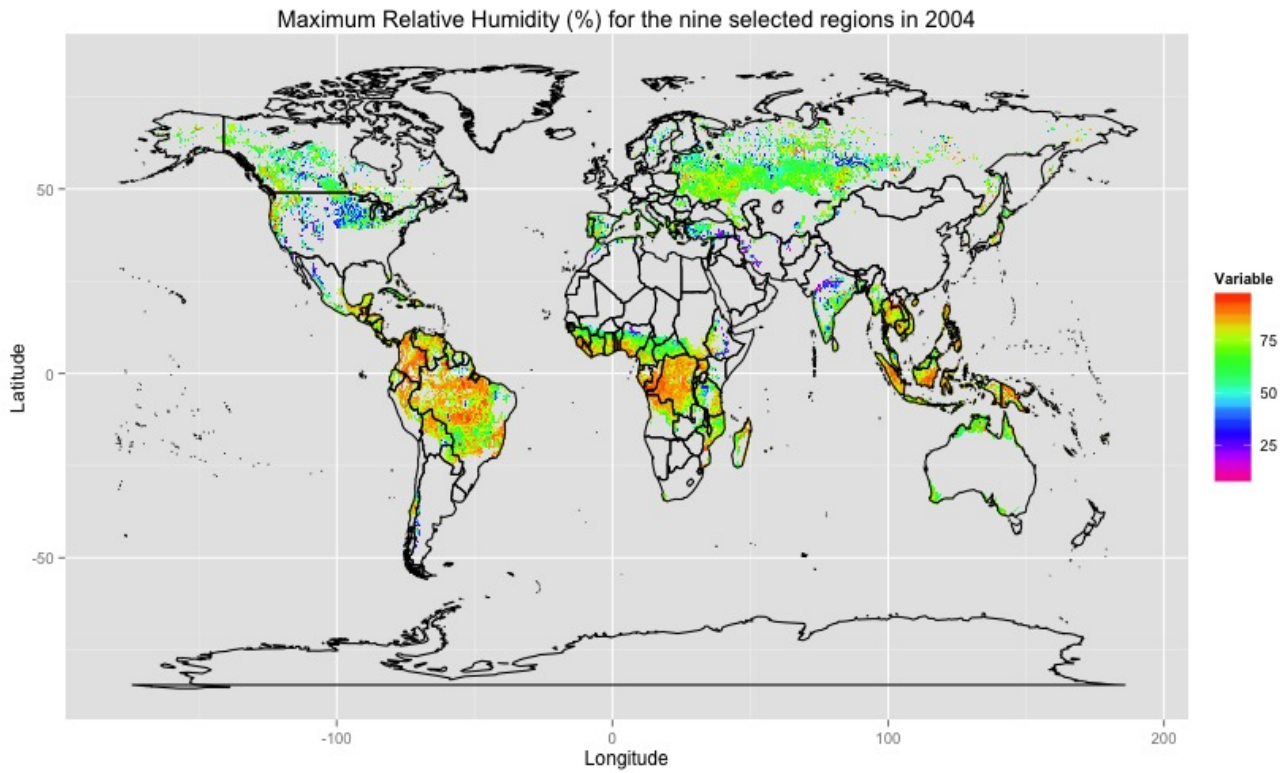 Maximum Relative Humidity (%) for the nine selected regions in 2004
50
0
-50
Latitude
-100
0
100
200
Longitude
Variable
75
50
25